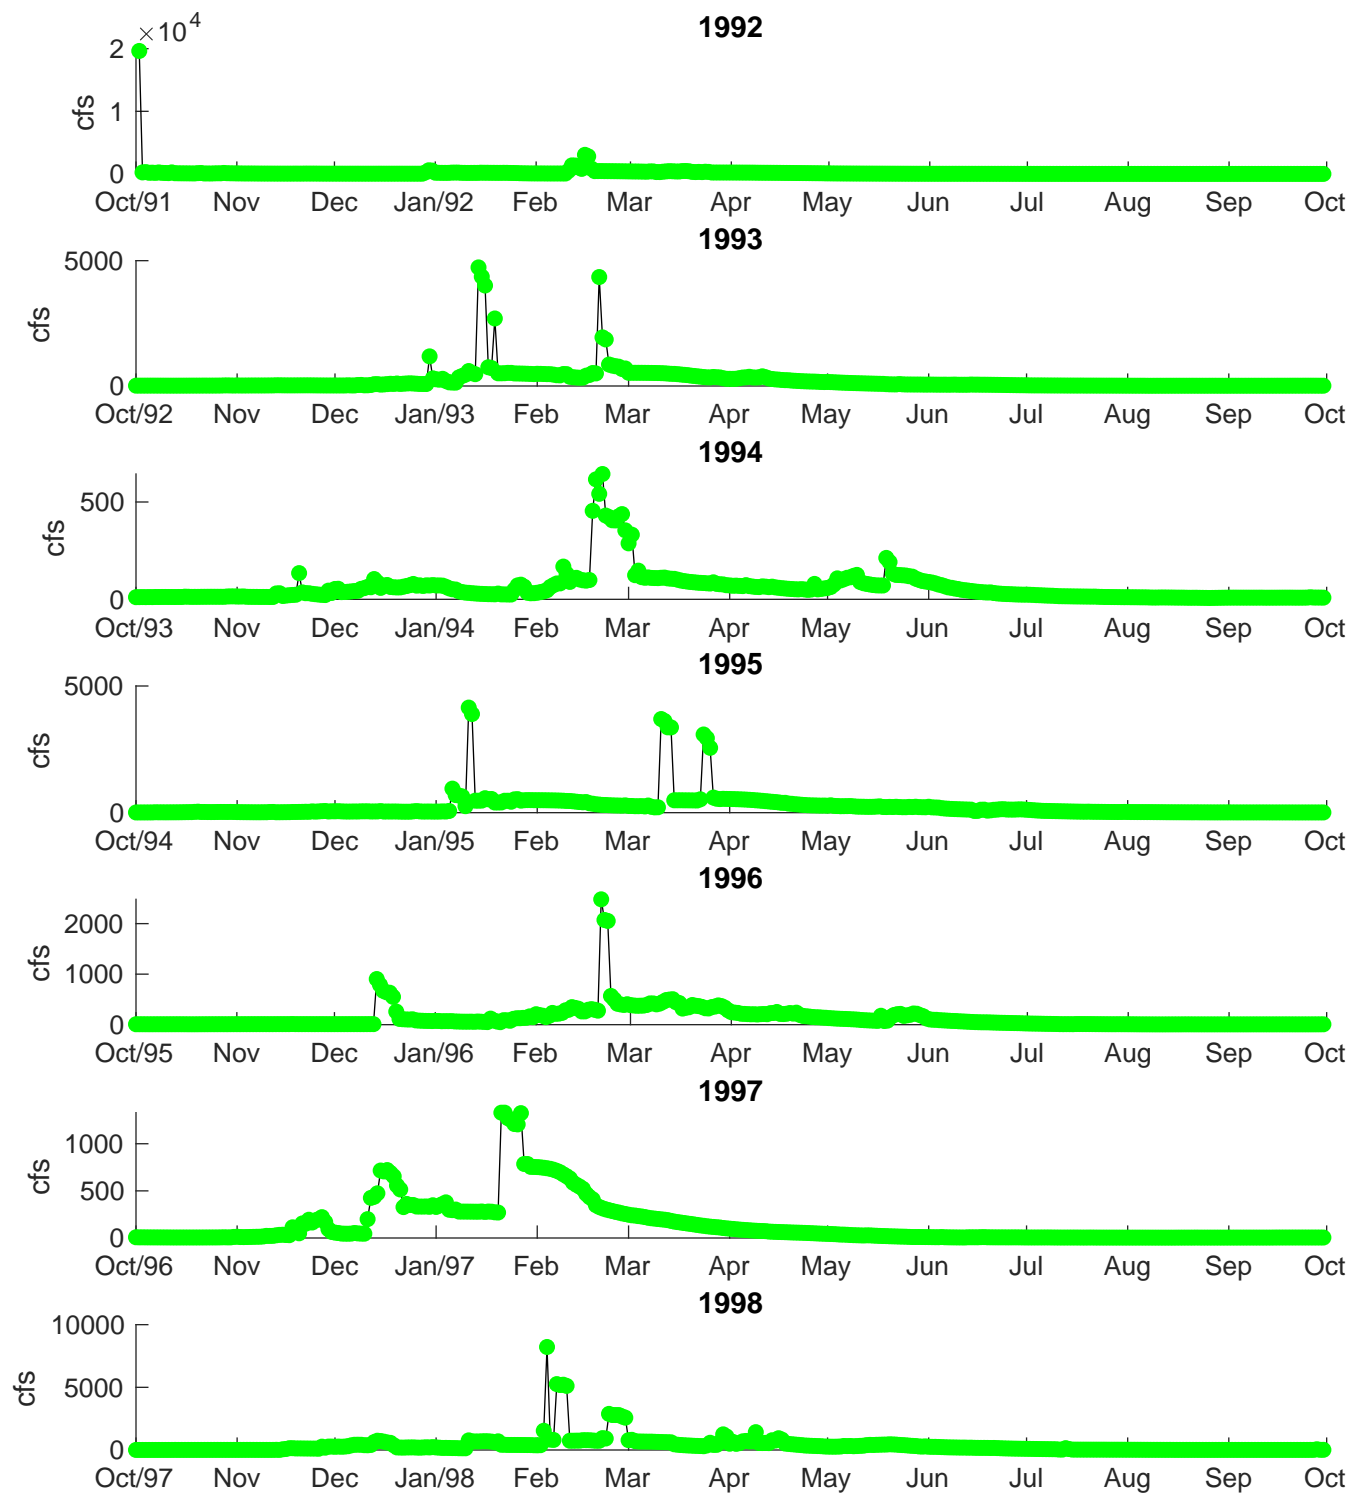 1992
×10^4
2
1
0
cfs
Oct/91 Nov Dec Jan/92 Feb Mar Apr May Jun Jul Aug Sep Oct
1993
5000
0
cfs
Oct/92 Nov Dec Jan/93 Feb Mar Apr May Jun Jul Aug Sep Oct
1994
500
0
cfs
Oct/93 Nov Dec Jan/94 Feb Mar Apr May Jun Jul Aug Sep Oct
1995
5000
0
cfs
Oct/94 Nov Dec Jan/95 Feb Mar Apr May Jun Jul Aug Sep Oct
1996
2000
1000
0
cfs
Oct/95 Nov Dec Jan/96 Feb Mar Apr May Jun Jul Aug Sep Oct
1997
1000
500
0
cfs
Oct/96 Nov Dec Jan/97 Feb Mar Apr May Jun Jul Aug Sep Oct
1998
10000
5000
0
cfs
Oct/97 Nov Dec Jan/98 Feb Mar Apr May Jun Jul Aug Sep Oct